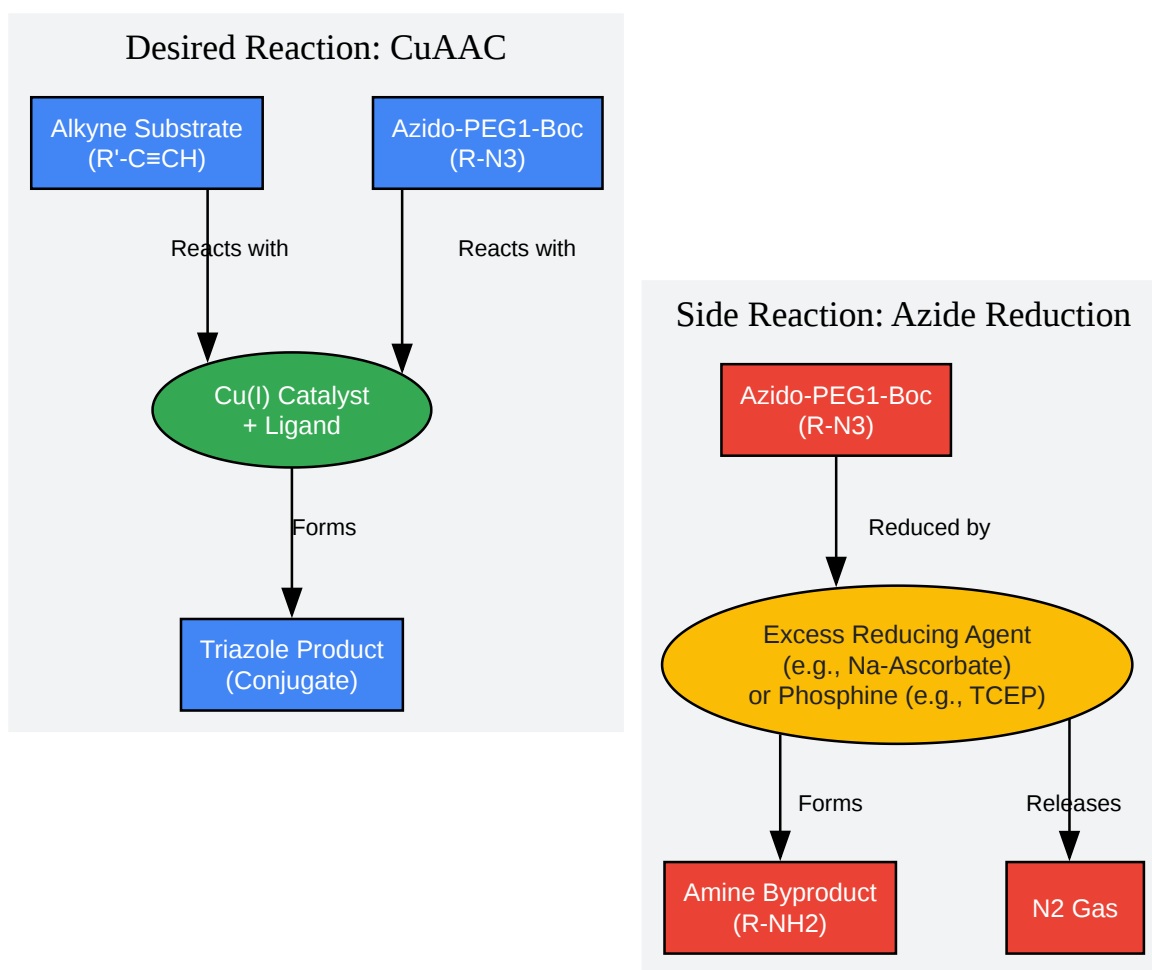 Desired Reaction: CuAAC
Alkyne Substrate
(R'-C≡CH)
Azido-PEG1-Boc
(R-N3)
Reacts with
Reacts with
Cu(I) Catalyst
+ Ligand
Forms
Triazole Product
(Conjugate)
Side Reaction: Azide Reduction
Azido-PEG1-Boc
(R-N3)
Reduced by
Excess Reducing Agent
(e.g., Na-Ascorbate)
or Phosphine (e.g., TCEP)
Forms
Releases
Amine Byproduct
(R-NH2)
N2 Gas